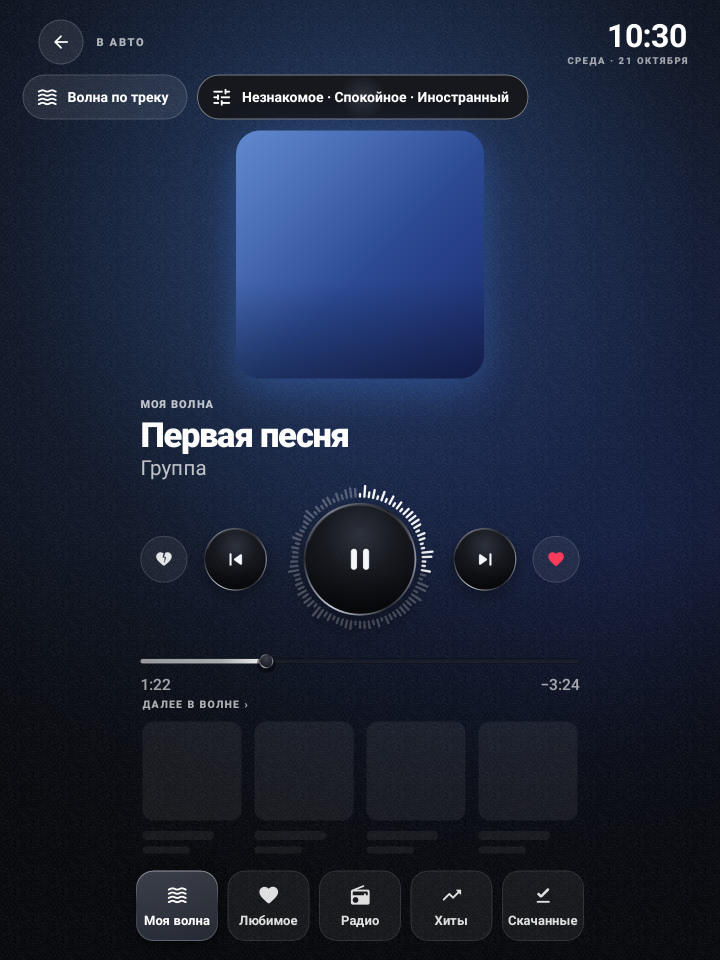 В АВТО
10:30
СРЕДА · 21 ОКТЯБРЯ
Волна по треку
Незнакомое · Спокойное · Иностранный
МОЯ ВОЛНА
Первая песня
Группа
1:22
−3:24
ДАЛЕЕ В ВОЛНЕ ›
Моя волна
Любимое
Радио
Хиты
Скачанные